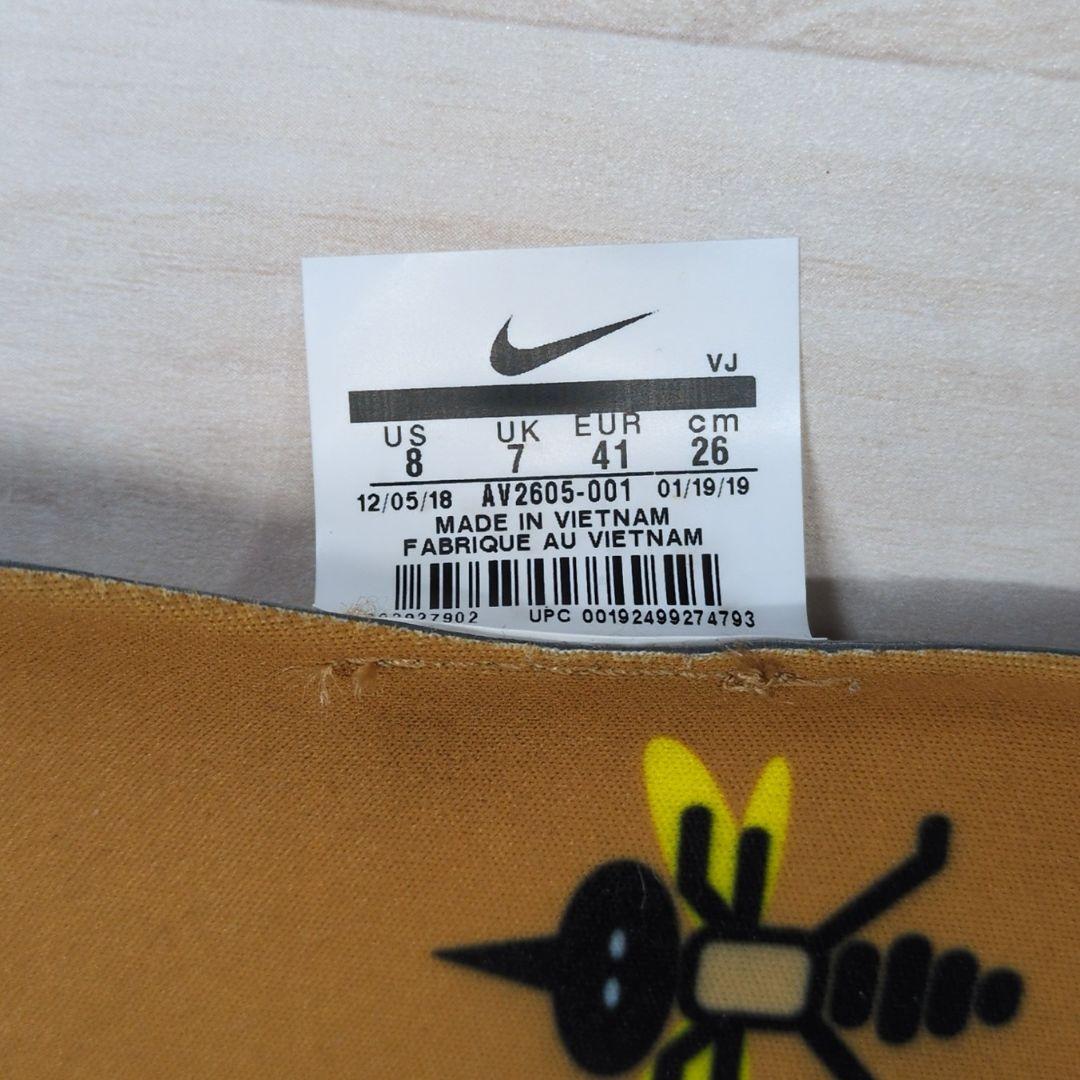 VJ
US UK EUR cm
8 7 41 26
12/05/18 AV2605-001 01/19/19
MADE IN VIETNAM
FABRIQUE AU VIETNAM
UPC 00192499274793